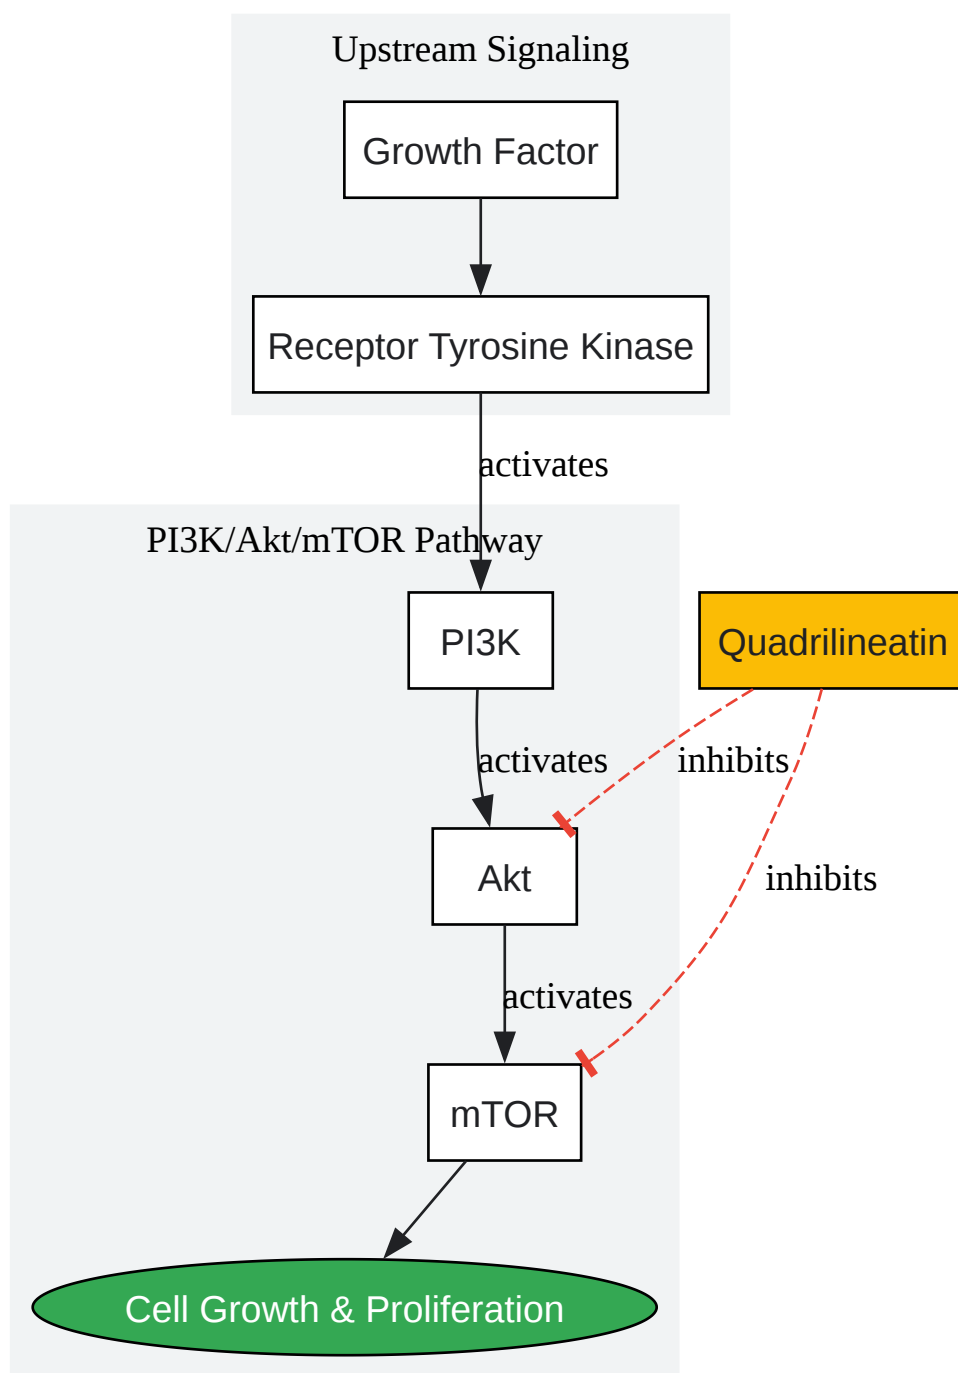 Upstream Signaling
Growth Factor
Receptor Tyrosine Kinase
activates
PI3K/Akt/mTOR Pathway
PI3K
Quadrilineatin
activates
inhibits
Akt
inhibits
activates
mTOR
Cell Growth & Proliferation